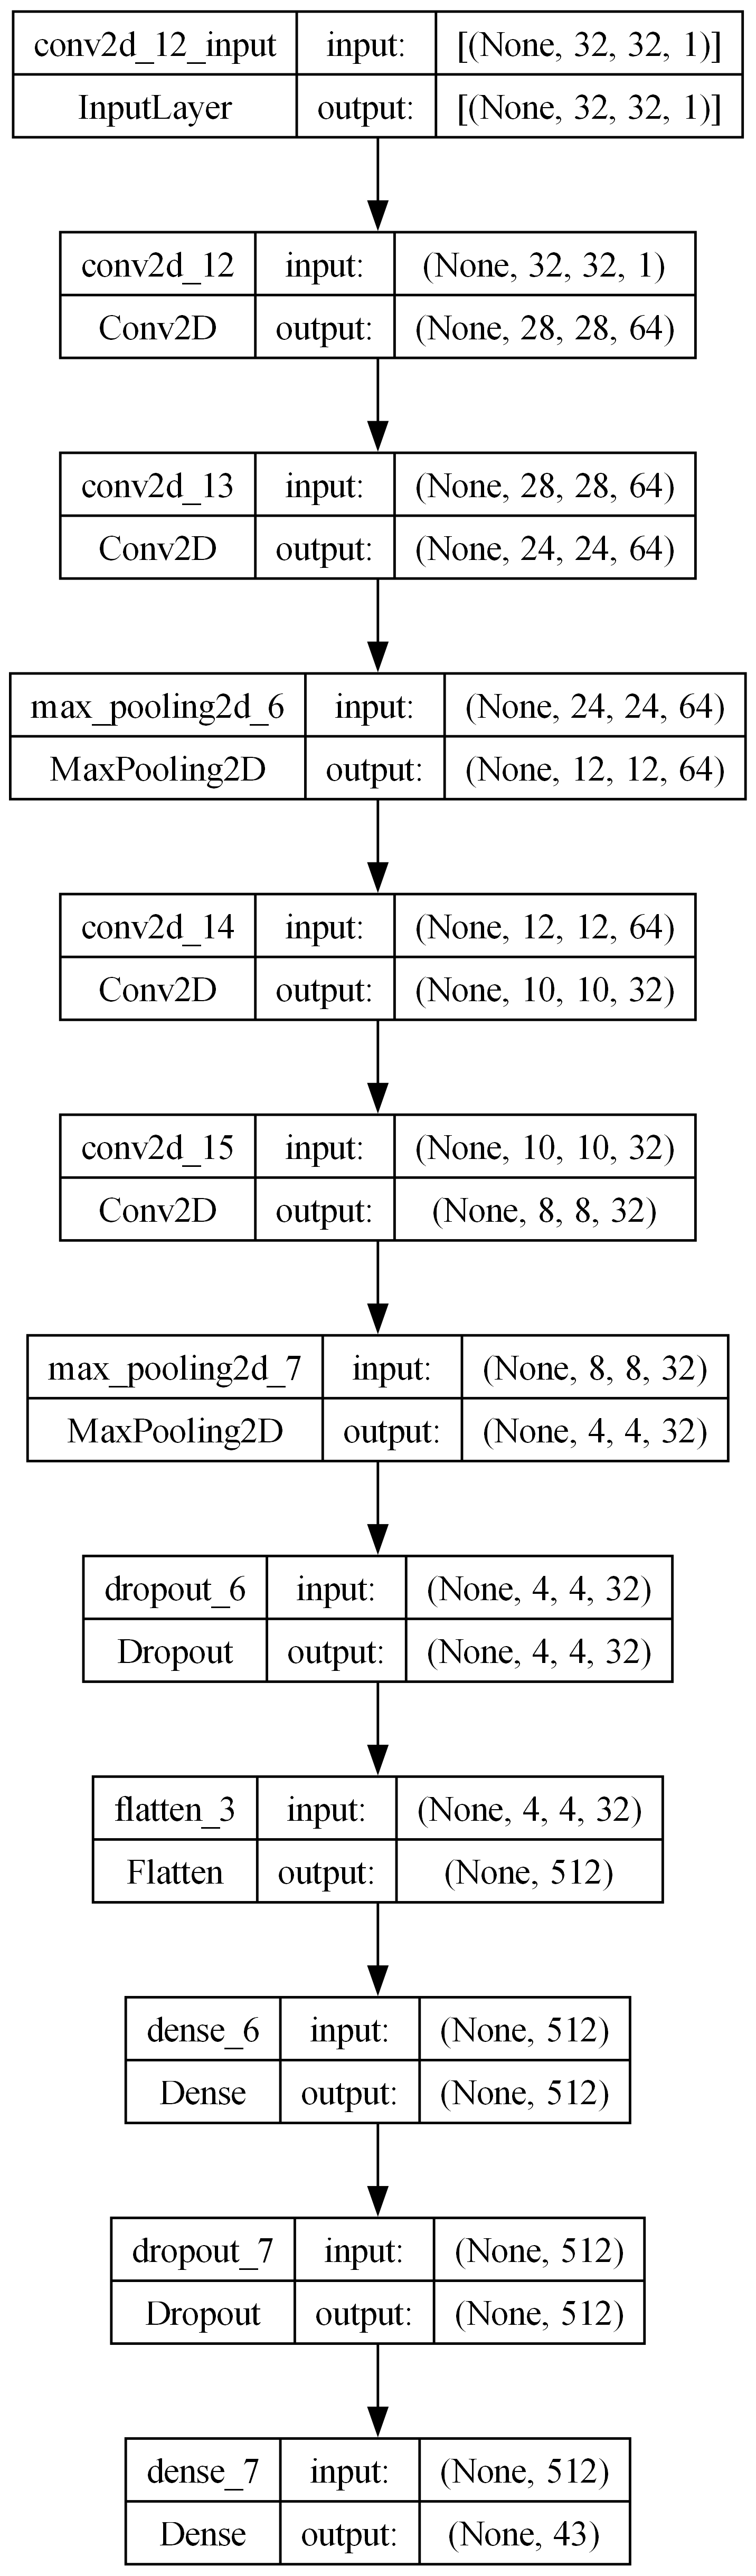 conv2d_12_input input: [(None, 32, 32, 1)]
InputLayer output: [(None, 32, 32, 1)]
conv2d_12 input: (None, 32, 32, 1)
Conv2D output: (None, 28, 28, 64)
conv2d_13 input: (None, 28, 28, 64)
Conv2D output: (None, 24, 24, 64)
max_pooling2d_6 input: (None, 24, 24, 64)
MaxPooling2D output: (None, 12, 12, 64)
conv2d_14 input: (None, 12, 12, 64)
Conv2D output: (None, 10, 10, 32)
conv2d_15 input: (None, 10, 10, 32)
Conv2D output: (None, 8, 8, 32)
max_pooling2d_7 input: (None, 8, 8, 32)
MaxPooling2D output: (None, 4, 4, 32)
dropout_6 input: (None, 4, 4, 32)
Dropout output: (None, 4, 4, 32)
flatten_3 input: (None, 4, 4, 32)
Flatten output: (None, 512)
dense_6 input: (None, 512)
Dense output: (None, 512)
dropout_7 input: (None, 512)
Dropout output: (None, 512)
dense_7 input: (None, 512)
Dense output: (None, 43)